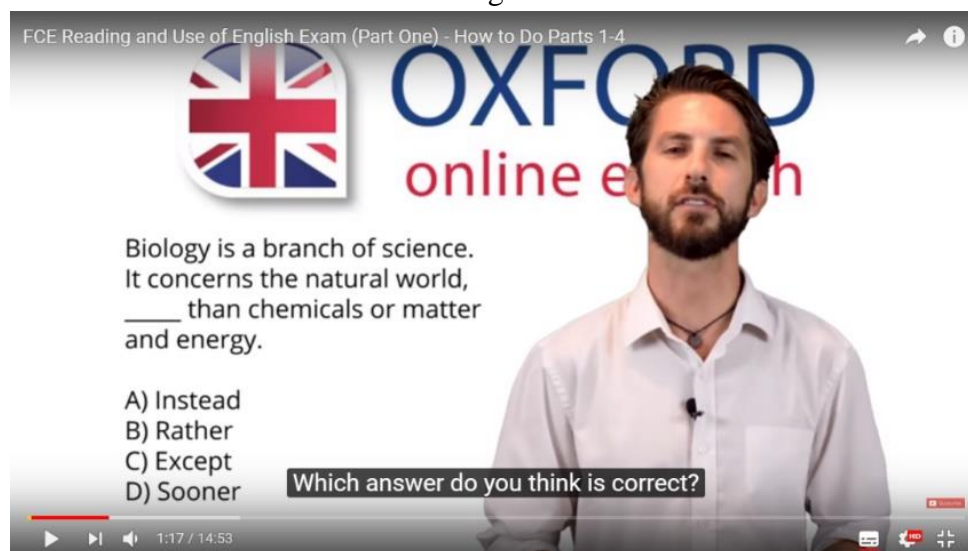 FCE Reading and Use of English Exam (Part One) - How to Do Parts 1-4
OXFORD
online
Biology is a branch of science.
It concerns the natural world,
_____ than chemicals or matter
and energy.
A) Instead
B) Rather
C) Except
D) Sooner
Which answer do you think is correct?
1:17 / 14:53
HD